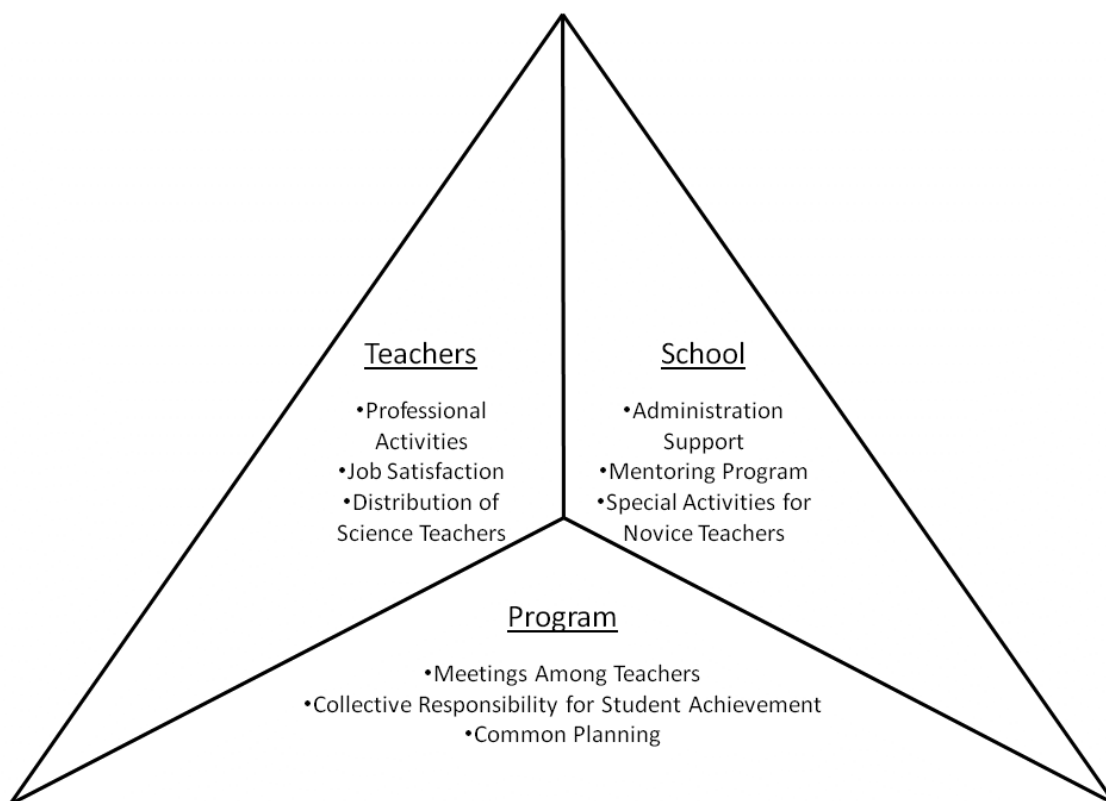 Teachers
•Professional
Activities
•Job Satisfaction
•Distribution of
Science Teachers
School
•Administration
Support
•Mentoring Program
•Special Activities for
Novice Teachers
Program
•Meetings Among Teachers
•Collective Responsibility for Student Achievement
•Common Planning